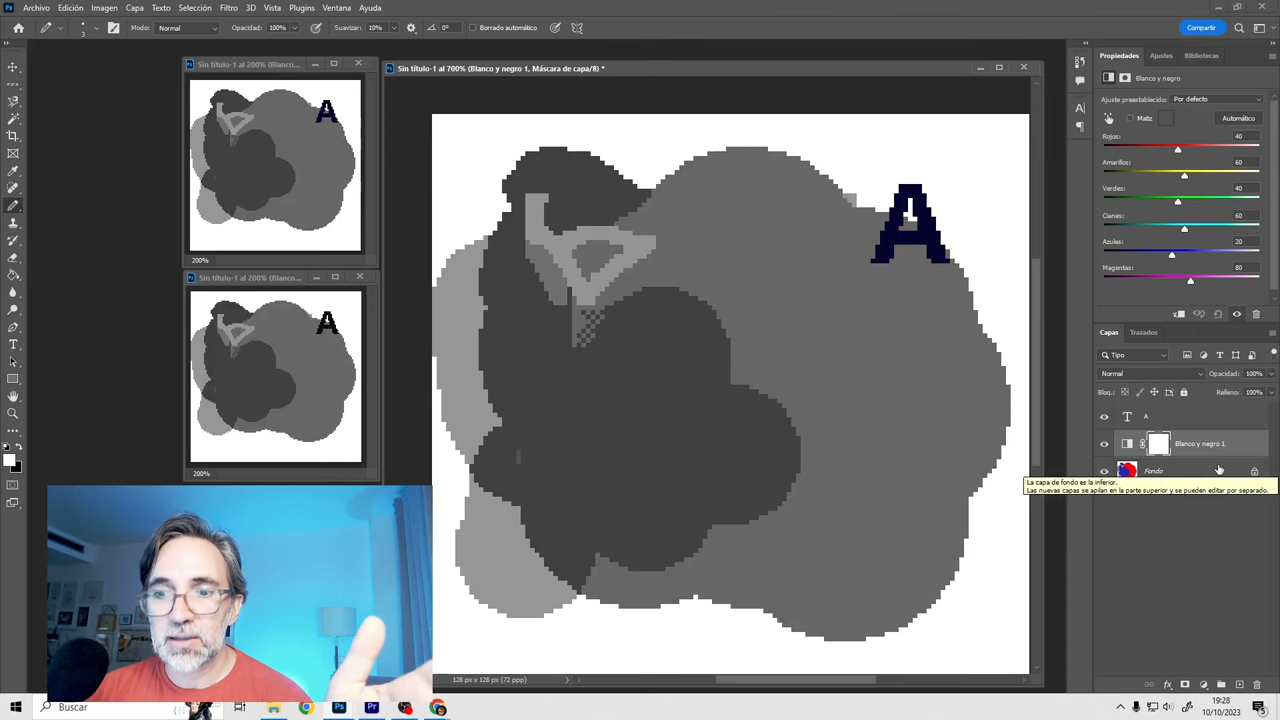 Archivo Edición Imagen Capa Texto Selección Filtro 3D Vista Plugins Ventana Ayuda
Compartir
3 Modo: Normal Opacidad: 100% Suavizar: 10% 0° Borrado automático
Sin título-1 al 200% (Blanco...
A
200%
Sin título-1 al 200% (Blanco...
A
200%
Sin título-1 al 700% (Blanco y negro 1, Máscara de capa/8) *
A
128 px x 128 px (72 ppp)
Propiedades Ajustes Bibliotecas
Blanco y negro
Ajuste preestablecido: Por defecto
Matiz Automático
Rojos: 40
Amarillos: 60
Verdes: 40
Cianes: 60
Azules: 20
Magentas: 80
Capas Trazados
Tipo
Normal Opacidad: 100%
Bloq.: Relleno: 100%
T A
Blanco y negro 1
Fondo
La capa de fondo es la inferior.
Las nuevas capas se apilan en la parte superior y se pueden editar por separado.
Buscar
Ps
Pr
19:28
10/10/2023